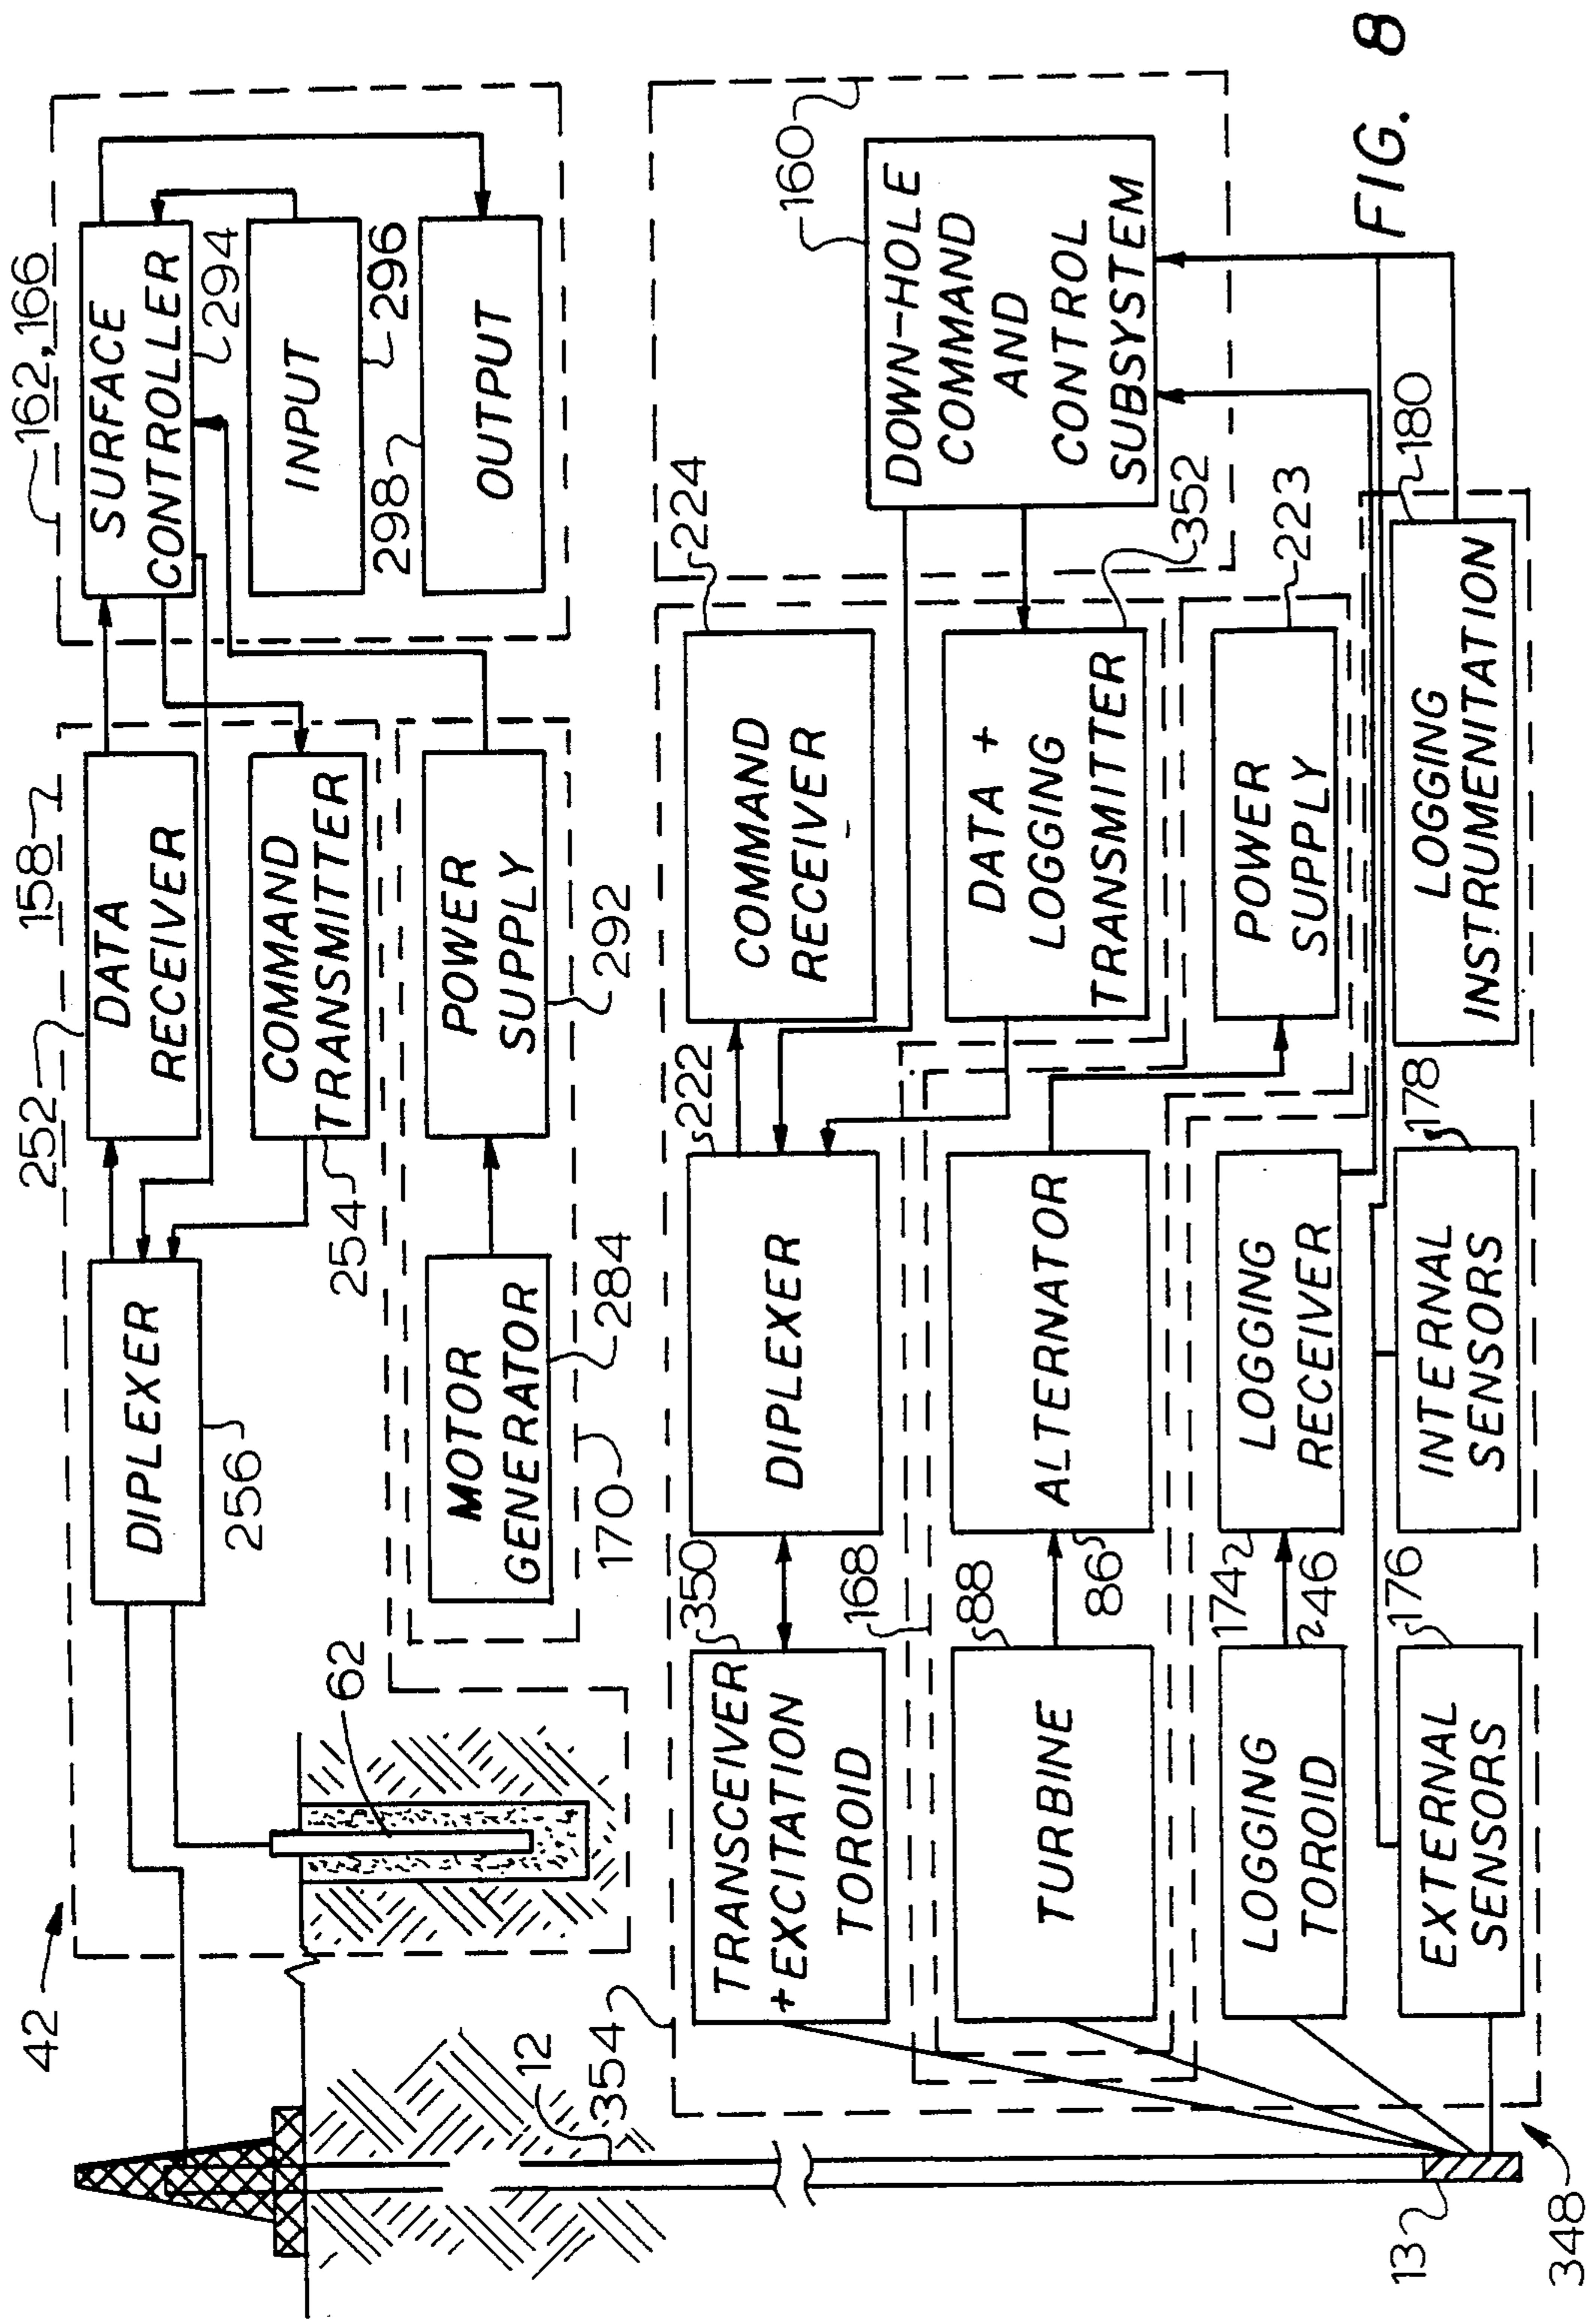 42
252
158
162,166
DIPLEXER
256
DATA
RECEIVER
SURFACE
CONTROLLER
294
COMMAND
TRANSMITTER
254
INPUT
296
62
MOTOR
GENERATOR
284
170
POWER
SUPPLY
292
298
OUTPUT
12
354
TRANSCEIVER
+EXCITATION
TOROID
350
DIPLEXER
222
COMMAND
RECEIVER
224
160
DOWN-HOLE
COMMAND
AND
CONTROL
SUBSYSTEM
168
TURBINE
88
ALTERNATOR
86
DATA +
LOGGING
TRANSMITTER
352
LOGGING
TOROID
46
LOGGING
RECEIVER
174
POWER
SUPPLY
223
EXTERNAL
SENSORS
176
INTERNAL
SENSORS
178
LOGGING
INSTRUMENITATION
180
13
348
FIG. 8